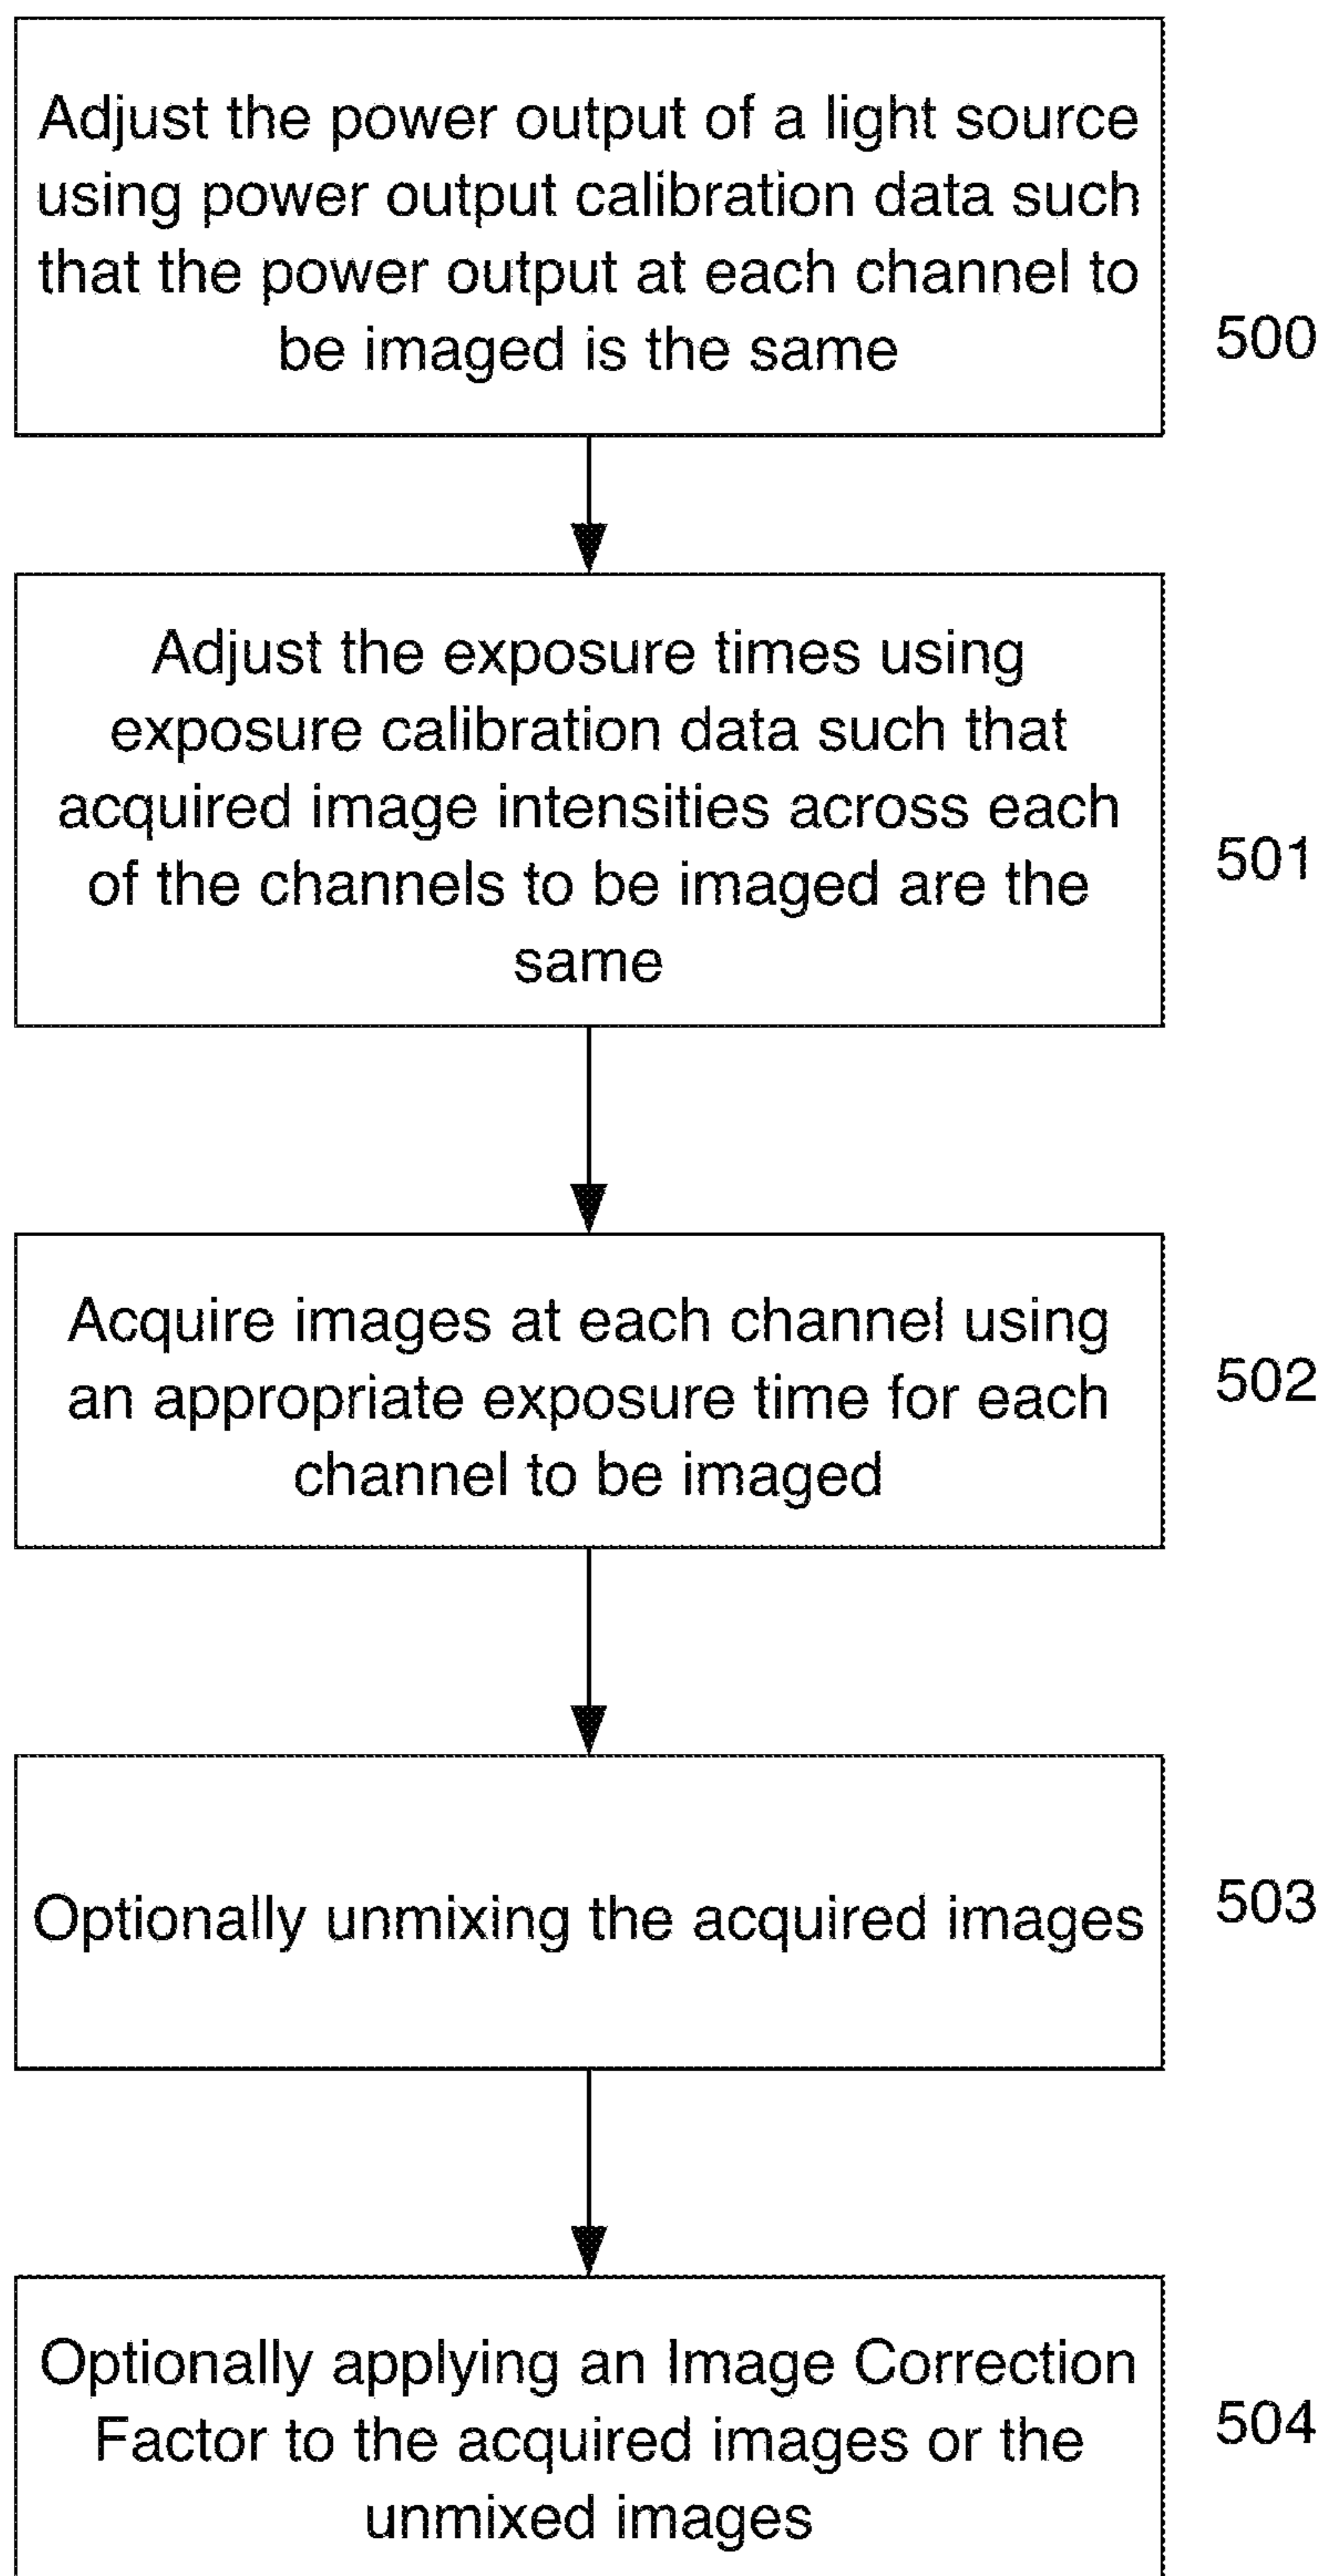 Adjust the power output of a light source
using power output calibration data such
that the power output at each channel to
be imaged is the same
500
Adjust the exposure times using
exposure calibration data such that
acquired image intensities across each
of the channels to be imaged are the
same
501
Acquire images at each channel using
an appropriate exposure time for each
channel to be imaged
502
Optionally unmixing the acquired images
503
Optionally applying an Image Correction
Factor to the acquired images or the
unmixed images
504